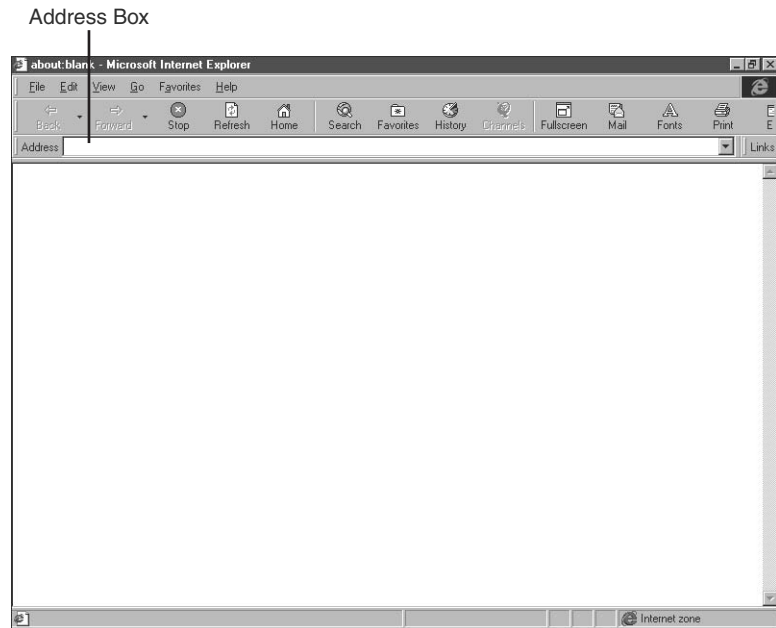 Address Box
about:blank - Microsoft Internet Explorer
File Edit View Go Favorites Help
Back Forward Stop Refresh Home Search Favorites History Channels Fullscreen Mail Fonts Print E
Address Links
Internet zone